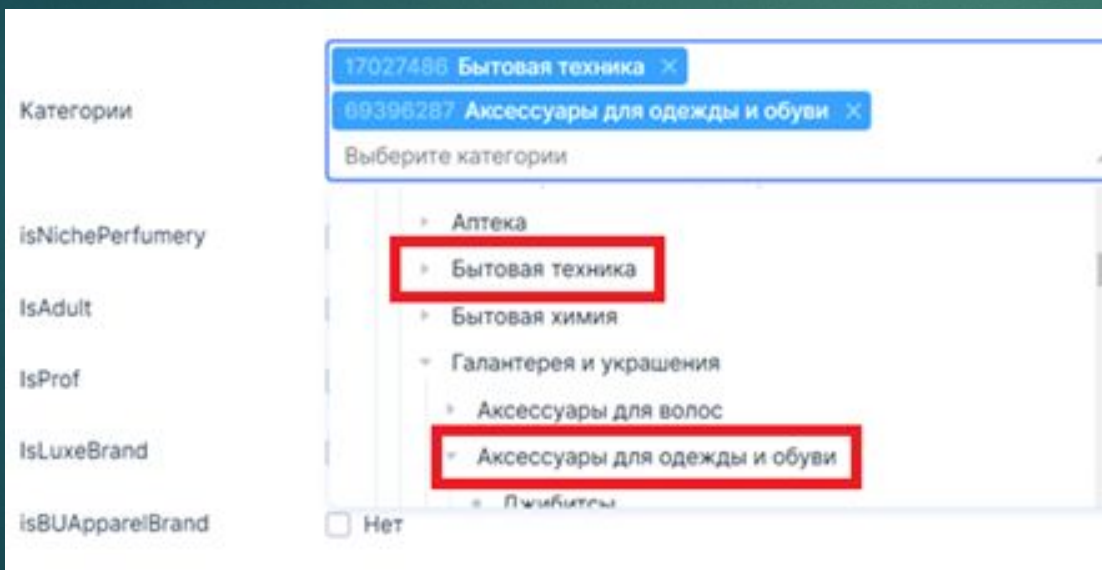 17027486 Бытовая техника ×
Категории
69396287 Аксессуары для одежды и обуви ×
Выберите категории
Аптека
isNichePerfumery
Бытовая техника
IsAdult
Бытовая химия
Галантерея и украшения
IsProf
Аксессуары для волос
IsLuxeBrand
Аксессуары для одежды и обуви
Джибитсы
isBUApparelBrand
Нет